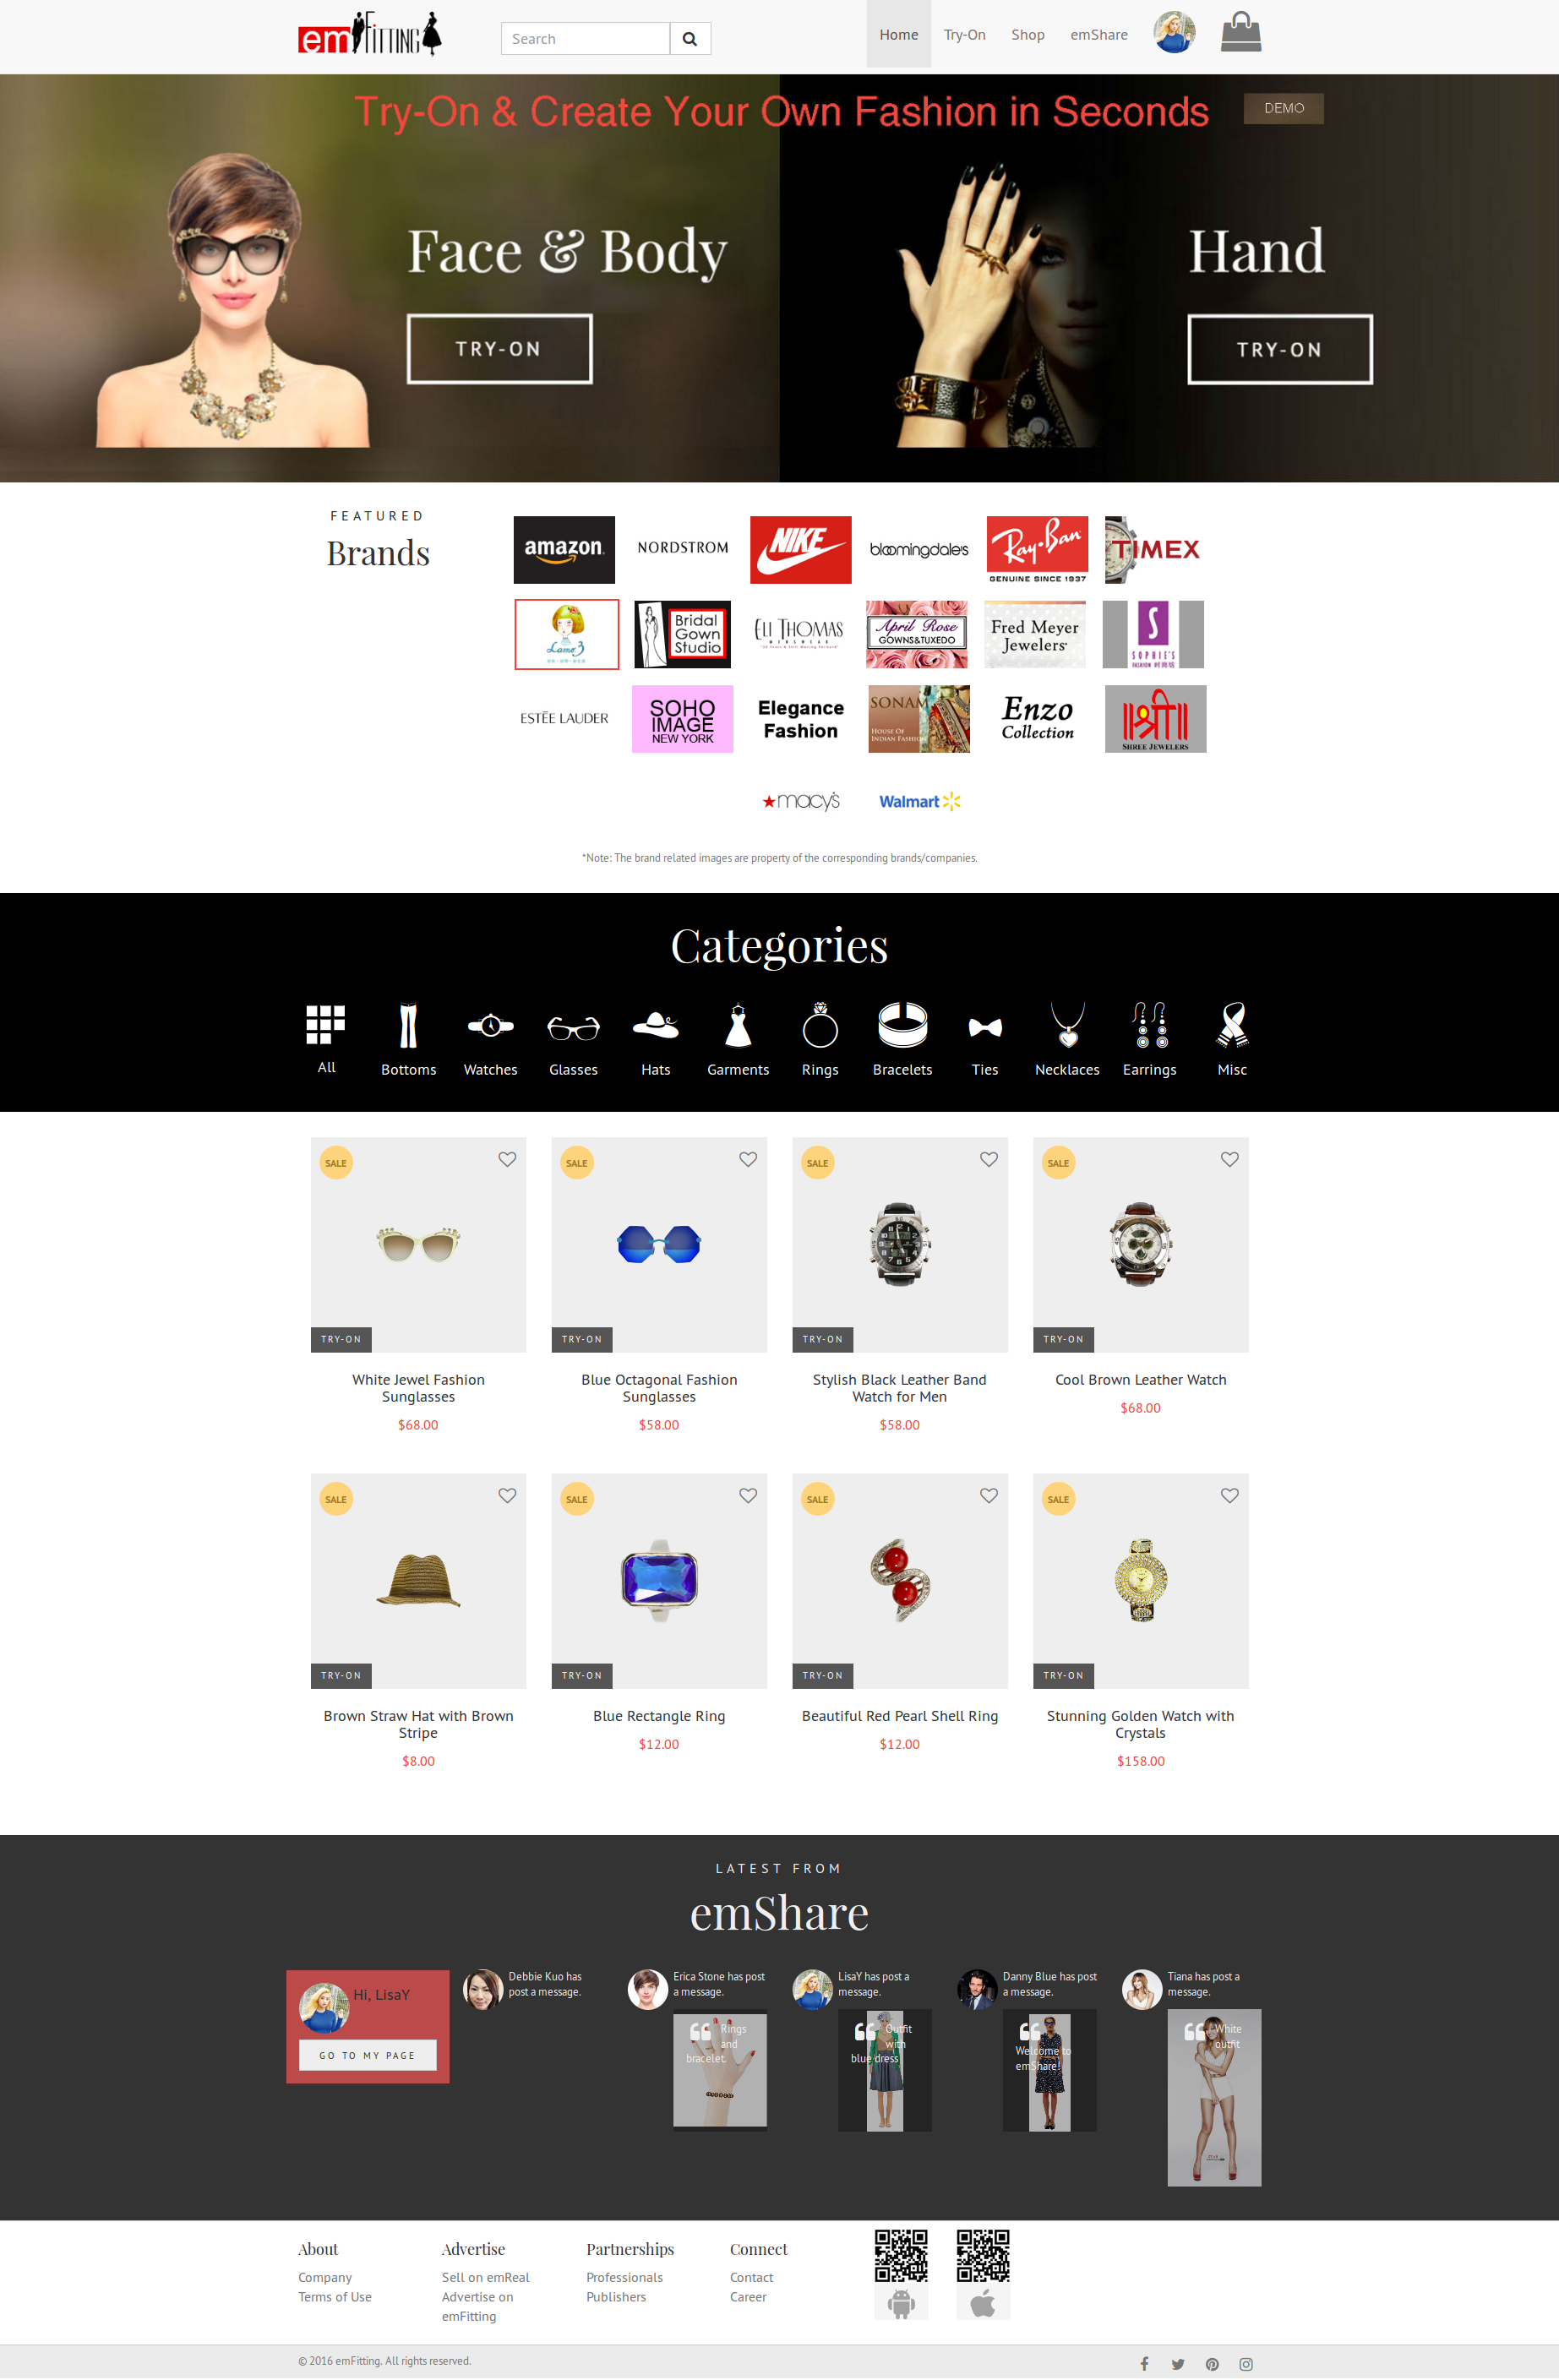 emFITTING
Search
Home
Try-On
Shop
emShare
Try-On & Create Your Own Fashion in Seconds
DEMO
Face & Body
TRY-ON
Hand
TRY-ON
FEATURED
Brands
amazon
NORDSTROM
NIKE
bloomingdale's
Ray-Ban
GENUINE SINCE 1937
TIMEX
Lamo3
Bridal
Gown
Studio
ELI THOMAS
MENSWEAR
April Rose
GOWNS&TUXEDO
Fred Meyer
Jewelers
S
SOPHIE'S
FASHION 时尚坊
ESTĒE LAUDER
SOHO
IMAGE
NEW YORK
Elegance
Fashion
SONAM
HOUSE OF
INDIAN FASHION
Enzo
Collection
॥श्री॥
SHREE JEWELERS
macy's
Walmart
*Note: The brand related images are property of the corresponding brands/companies.
Categories
All
Bottoms
Watches
Glasses
Hats
Garments
Rings
Bracelets
Ties
Necklaces
Earrings
Misc
SALE
TRY-ON
White Jewel Fashion
Sunglasses
$68.00
SALE
TRY-ON
Blue Octagonal Fashion
Sunglasses
$58.00
SALE
TRY-ON
Stylish Black Leather Band
Watch for Men
$58.00
SALE
TRY-ON
Cool Brown Leather Watch
$68.00
SALE
TRY-ON
Brown Straw Hat with Brown
Stripe
$8.00
SALE
TRY-ON
Blue Rectangle Ring
$12.00
SALE
TRY-ON
Beautiful Red Pearl Shell Ring
$12.00
SALE
TRY-ON
Stunning Golden Watch with
Crystals
$158.00
LATEST FROM
emShare
Hi, LisaY
GO TO MY PAGE
Debbie Kuo has
post a message.
Erica Stone has post
a message.
Rings
and
bracelet.
LisaY has post a
message.
Outfit
with
blue dress
Danny Blue has post
a message.
Welcome to
emShare!
Tiana has post a
message.
White
outfit
About
Company
Terms of Use
Advertise
Sell on emReal
Advertise on
emFitting
Partnerships
Professionals
Publishers
Connect
Contact
Career
© 2016 emFitting. All rights reserved.